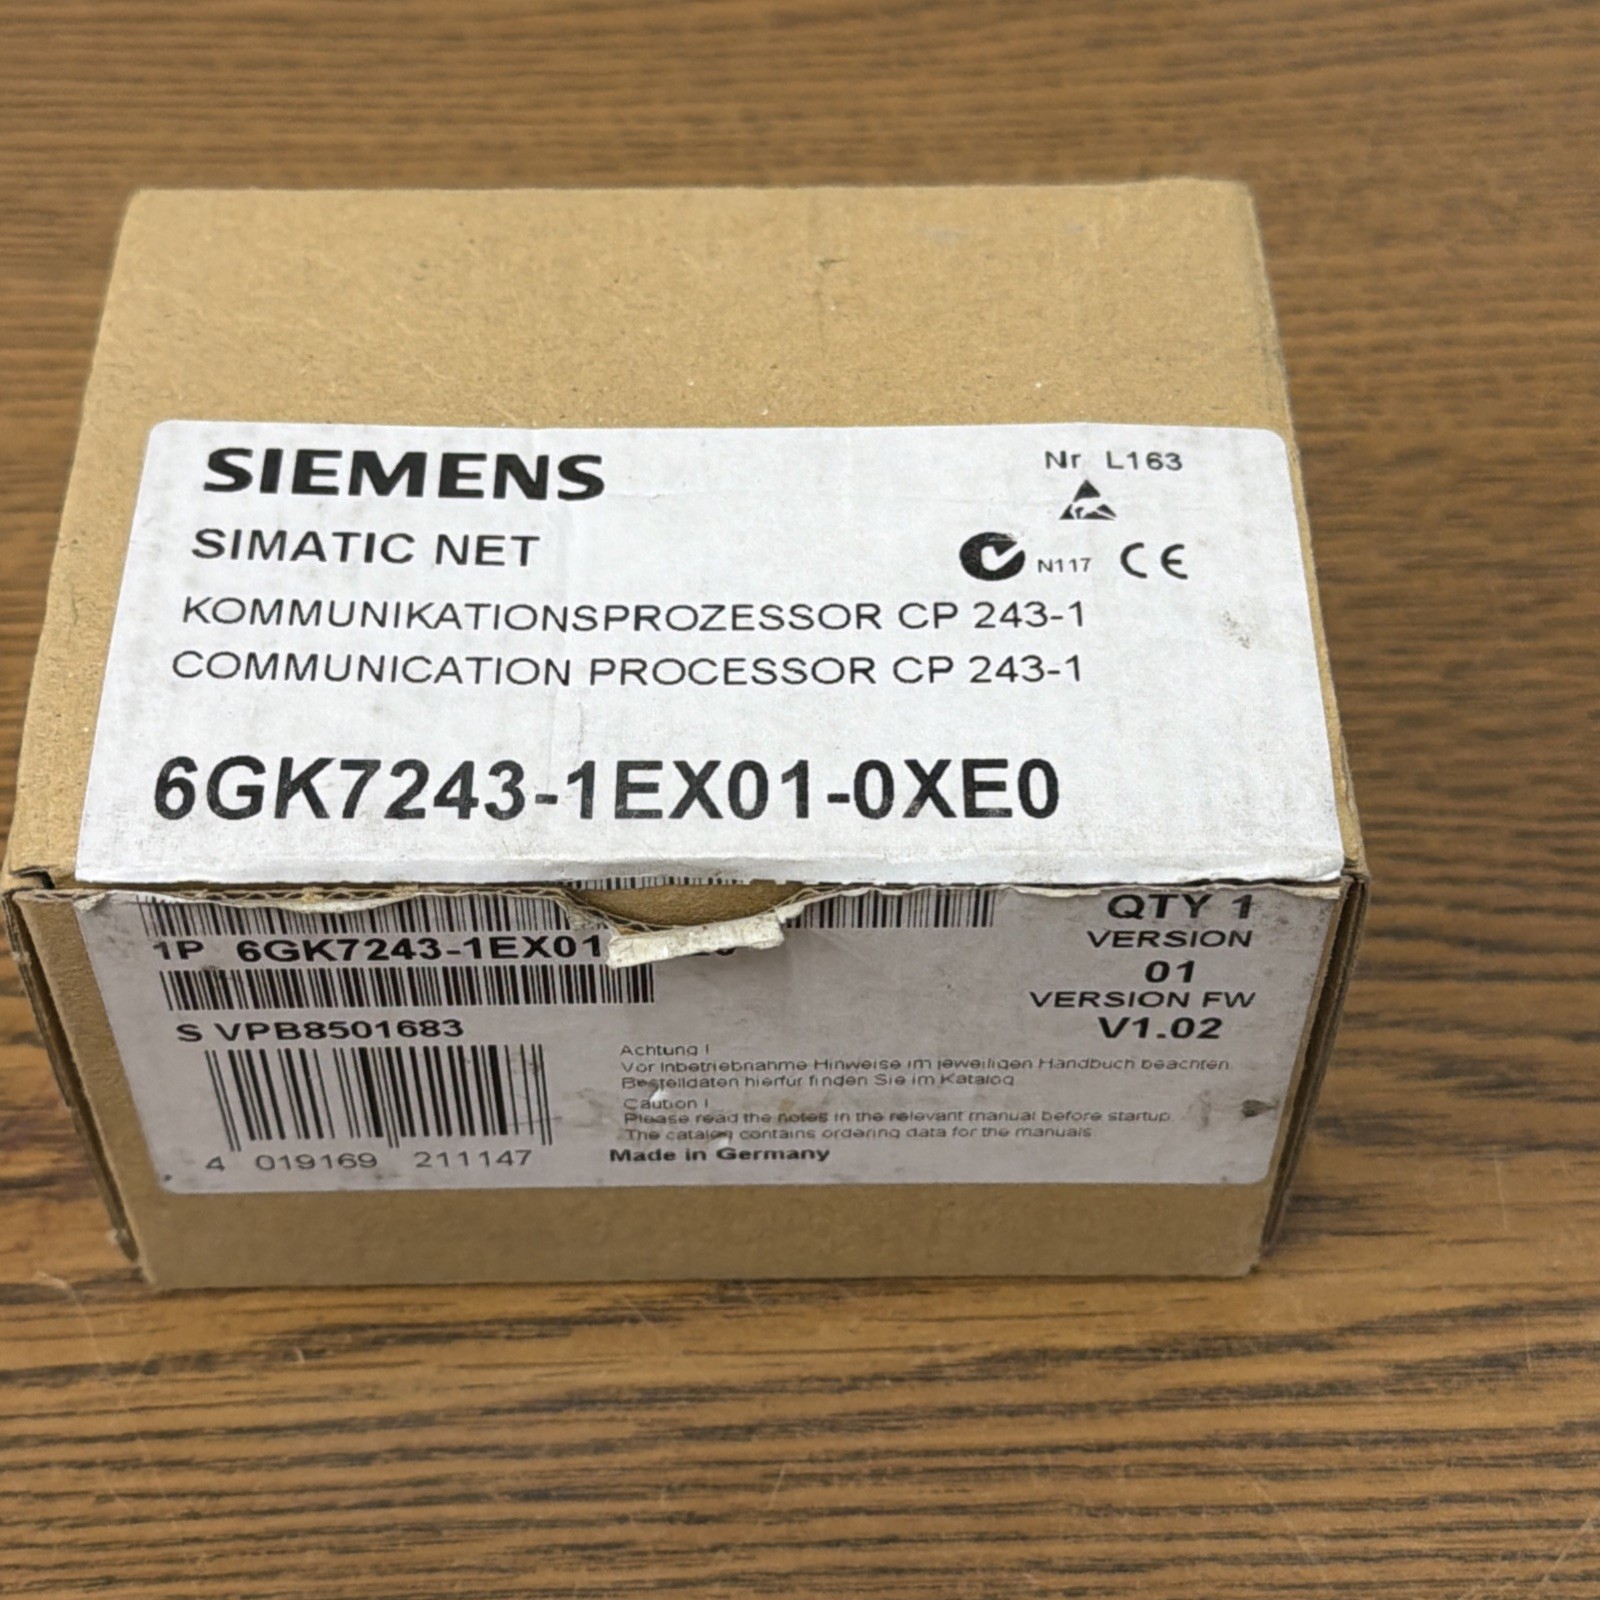 SIEMENS
Nr L163
SIMATIC NET
N117 CE
KOMMUNIKATIONSPROZESSOR CP 243-1
COMMUNICATION PROCESSOR CP 243-1
6GK7243-1EX01-0XE0
QTY 1
1P 6GK7243-1EX01
VERSION
01
VERSION FW
S VPB8501683
V1.02
Achtung !
Vor Inbetriebnahme Hinweise im jeweiligen Handbuch beachten.
Bestelldaten hierfür finden Sie im Katalog
Caution !
Please read the notes in the relevant manual before startup.
The catalog contains ordering data for the manuals.
4 019169 211147
Made in Germany